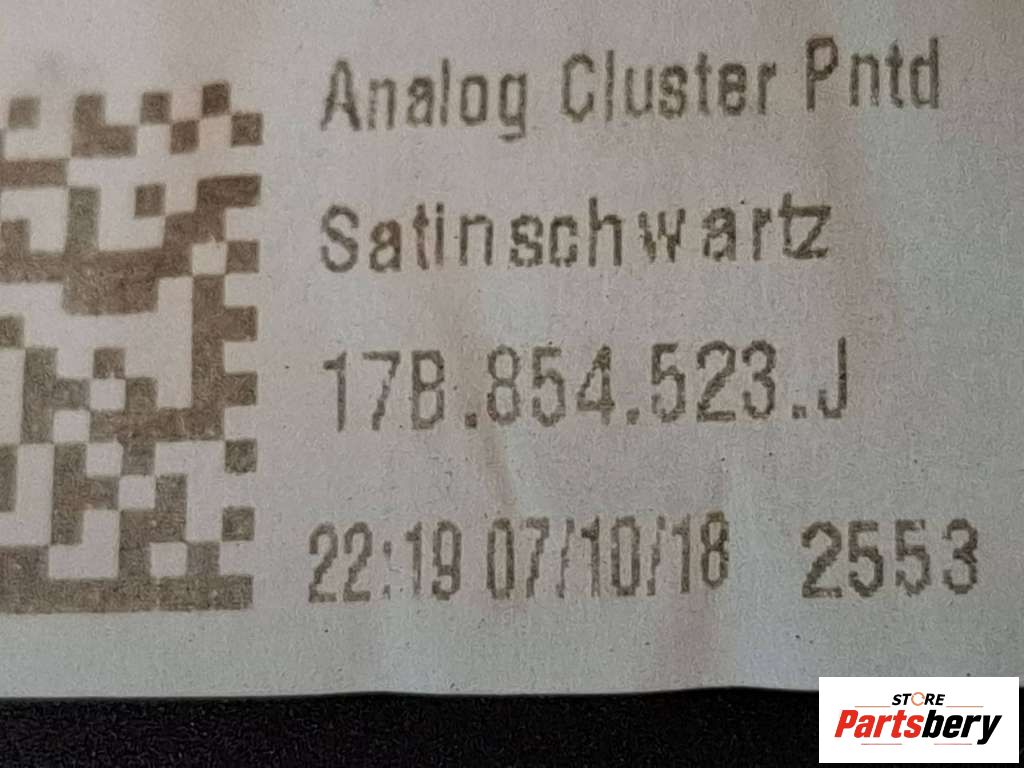 Analog Cluster Pntd
Satinschwartz
17B.854.523.J
22:19 07/10/18 2553
STORE
Partsbery